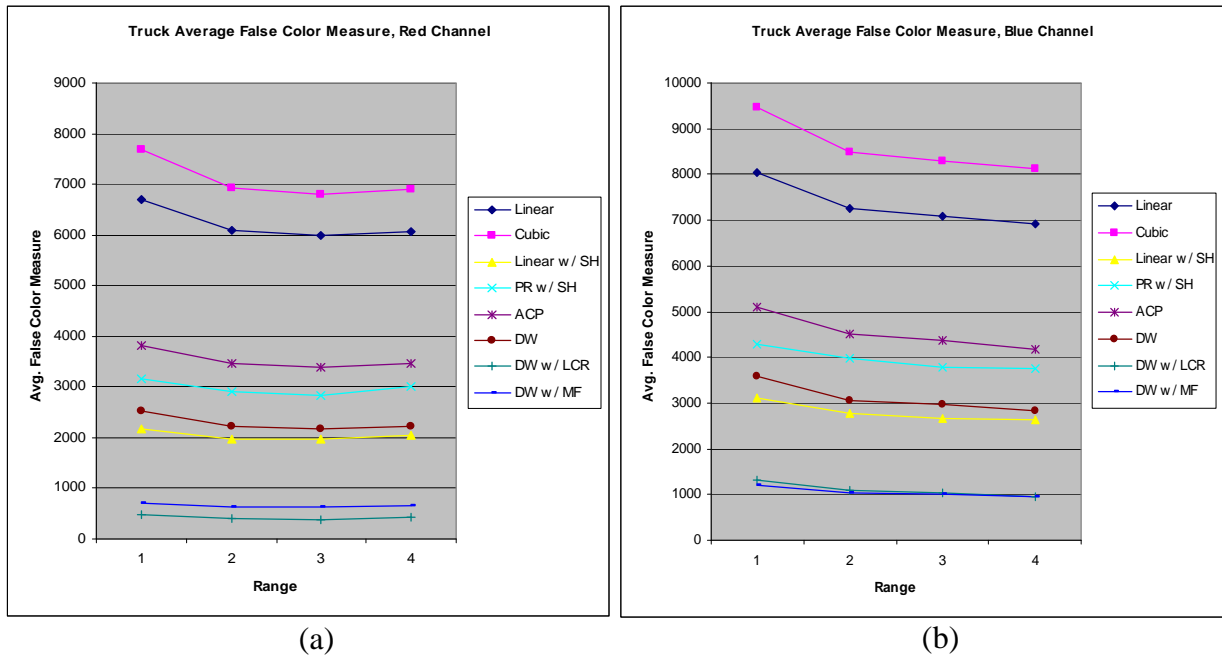 Truck Average False Color Measure, Red Channel
9000
8000
7000
6000
5000
4000
3000
2000
1000
0
Avg. False Color Measure
1 2 3 4
Range
Linear
Cubic
Linear w / SH
PR w / SH
ACP
DW
DW w / LCR
DW w / MF
(a)
Truck Average False Color Measure, Blue Channel
10000
9000
8000
7000
6000
5000
4000
3000
2000
1000
0
Avg. False Color Measure
1 2 3 4
Range
Linear
Cubic
Linear w / SH
PR w / SH
ACP
DW
DW w / LCR
DW w / MF
(b)